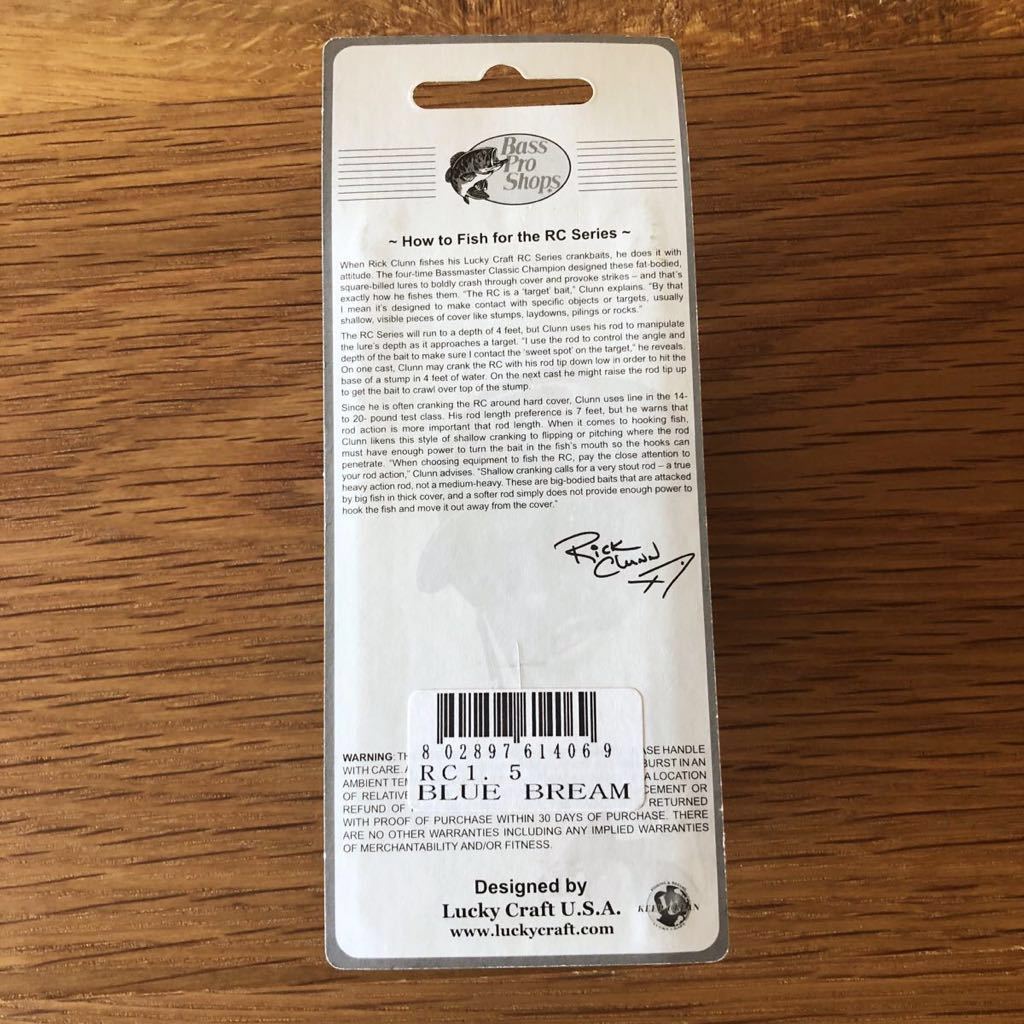 Bass
Pro
Shops
~ How to Fish for the RC Series ~
When Rick Clunn fishes his Lucky Craft RC Series crankbaits, he does it with
attitude. The four-time Bassmaster Classic Champion designed these fat-bodied,
square-billed lures to boldly crash through cover and provoke strikes – and that's
exactly how he fishes them. "The RC is a 'target' bait," Clunn explains. "By that
I mean it's designed to make contact with specific objects or targets, usually
shallow, visible pieces of cover like stumps, laydowns, pilings or rocks."
The RC Series will run to a depth of 4 feet, but Clunn uses his rod to manipulate
the lure's depth as it approaches a target. "I use the rod to control the angle and
depth of the bait to make sure I contact the 'sweet spot' on the target," he reveals.
On one cast, Clunn may crank the RC with his rod tip down low in order to hit the
base of a stump in 4 feet of water. On the next cast he might raise the rod tip up
to get the bait to crawl over top of the stump.
Since he is often cranking the RC around hard cover, Clunn uses line in the 14-
to 20- pound test class. His rod length preference is 7 feet, but he warns that
rod action is more important that rod length. When it comes to hooking fish,
Clunn likens this style of shallow cranking to flipping or pitching where the rod
must have enough power to turn the bait in the fish's mouth so the hooks can
penetrate. "When choosing equipment to fish the RC, pay the close attention to
your rod action," Clunn advises. "Shallow cranking calls for a very stout rod – a true
heavy action rod, not a medium-heavy. These are big-bodied baits that are attacked
by big fish in thick cover, and a softer rod simply does not provide enough power to
hook the fish and move it out away from the cover."
Rick
Clunn
8 02897 61406 9
RC1. 5
BLUE BREAM
WARNING: TH ASE HANDLE
WITH CARE. BURST IN AN
AMBIENT TE A LOCATION
OF RELATIVE CEMENT OR
REFUND OF RETURNED
WITH PROOF OF PURCHASE WITHIN 30 DAYS OF PURCHASE. THERE
ARE NO OTHER WARRANTIES INCLUDING ANY IMPLIED WARRANTIES
OF MERCHANTABILITY AND/OR FITNESS.
Designed by
Lucky Craft U.S.A.
www.luckycraft.com